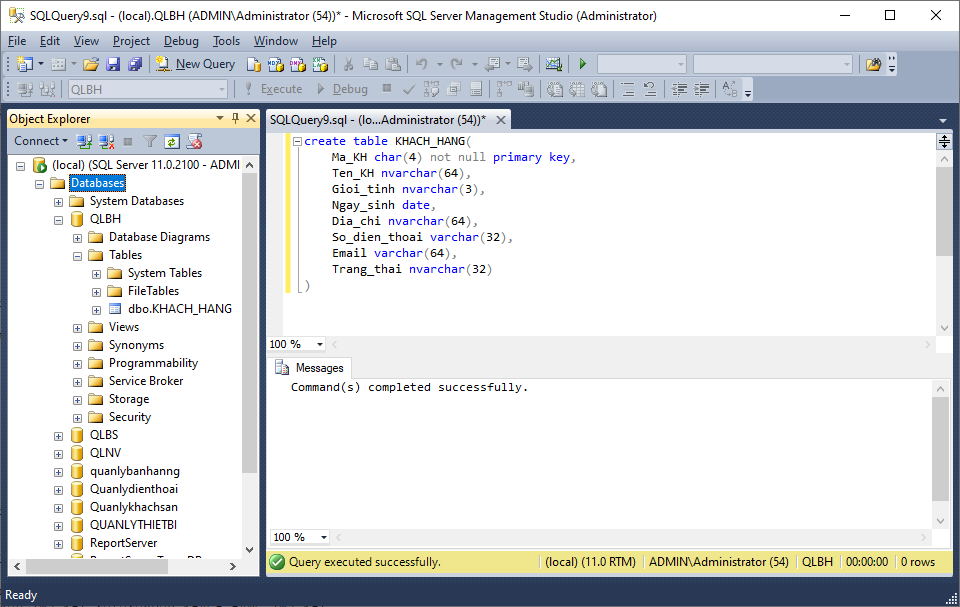 SQLQuery9.sql - (local).QLBH (ADMIN\Administrator (54))* - Microsoft SQL Server Management Studio (Administrator)
File Edit View Project Debug Tools Window Help
New Query
QLBH ! Execute Debug
Object Explorer
Connect
(local) (SQL Server 11.0.2100 - ADMI
Databases
System Databases
QLBH
Database Diagrams
Tables
System Tables
FileTables
dbo.KHACH_HANG
Views
Synonyms
Programmability
Service Broker
Storage
Security
QLBS
QLNV
quanlybanhanng
Quanlydienthoai
Quanlykhachsan
QUANLYTHIETBI
ReportServer
SQLQuery9.sql - (lo...Administrator (54))*
create table KHACH_HANG(
Ma_KH char(4) not null primary key,
Ten_KH nvarchar(64),
Gioi_tinh nvarchar(3),
Ngay_sinh date,
Dia_chi nvarchar(64),
So_dien_thoai varchar(32),
Email varchar(64),
Trang_thai nvarchar(32)
)
100 %
Messages
Command(s) completed successfully.
100 %
Query executed successfully. (local) (11.0 RTM) ADMIN\Administrator (54) QLBH 00:00:00 0 rows
Ready